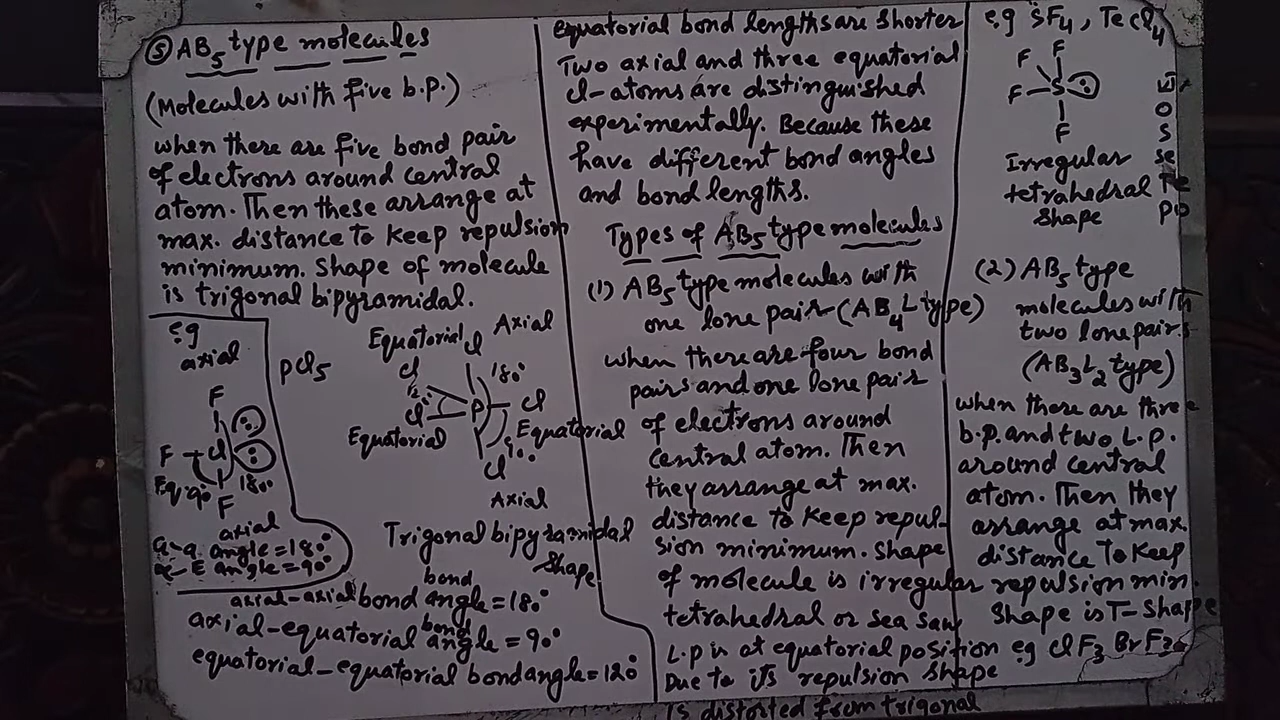 ⑤ AB5 type molecules
(Molecules with five b.p.)
when there are five bond pair
of electrons around central
atom. Then these arrange at
max. distance to keep repulsion
minimum. Shape of molecule
is trigonal bipyramidal.
e.g
axial
F
F Cl
Eq 90° 180°
F
axial
a-a angle=180°
a-E angle=90°
PCl5
Equatorial Cl Axial
Cl 180°
Cl P Cl
Equatorial 90° Equatorial
Cl
Axial
Trigonal bipyramidal
Shape
axial-axial bond angle=180°
axial-equatorial bond angle=90°
equatorial-equatorial bond angle=120
equatorial bond lengths are shorter
Two axial and three equatorial
Cl-atoms are distinguished
experimentally. Because these
have different bond angles
and bond lengths.
Types of AB5 type molecules
(1) AB5 type molecules with
one lone pair (AB4L type)
when there are four bond
pairs and one lone pair
of electrons around
central atom. Then
they arrange at max.
distance to keep repul-
sion minimum. Shape
of molecule is irregular
tetrahedral or sea saw
L.p is at equatorial position
Due to its repulsion shape
is distorted from trigonal
e.g SF4, TeCl4
F
F
F S
F
Irregular
tetrahedral
Shape
O
S
Se
Te
Po
(2) AB5 type
molecules with
two lone pairs
(AB3L2 type)
when there are three
b.p. and two L.p.
around central
atom. Then they
arrange at max.
distance to keep
repulsion min.
Shape is T-Shape
e.g ClF3 BrF3